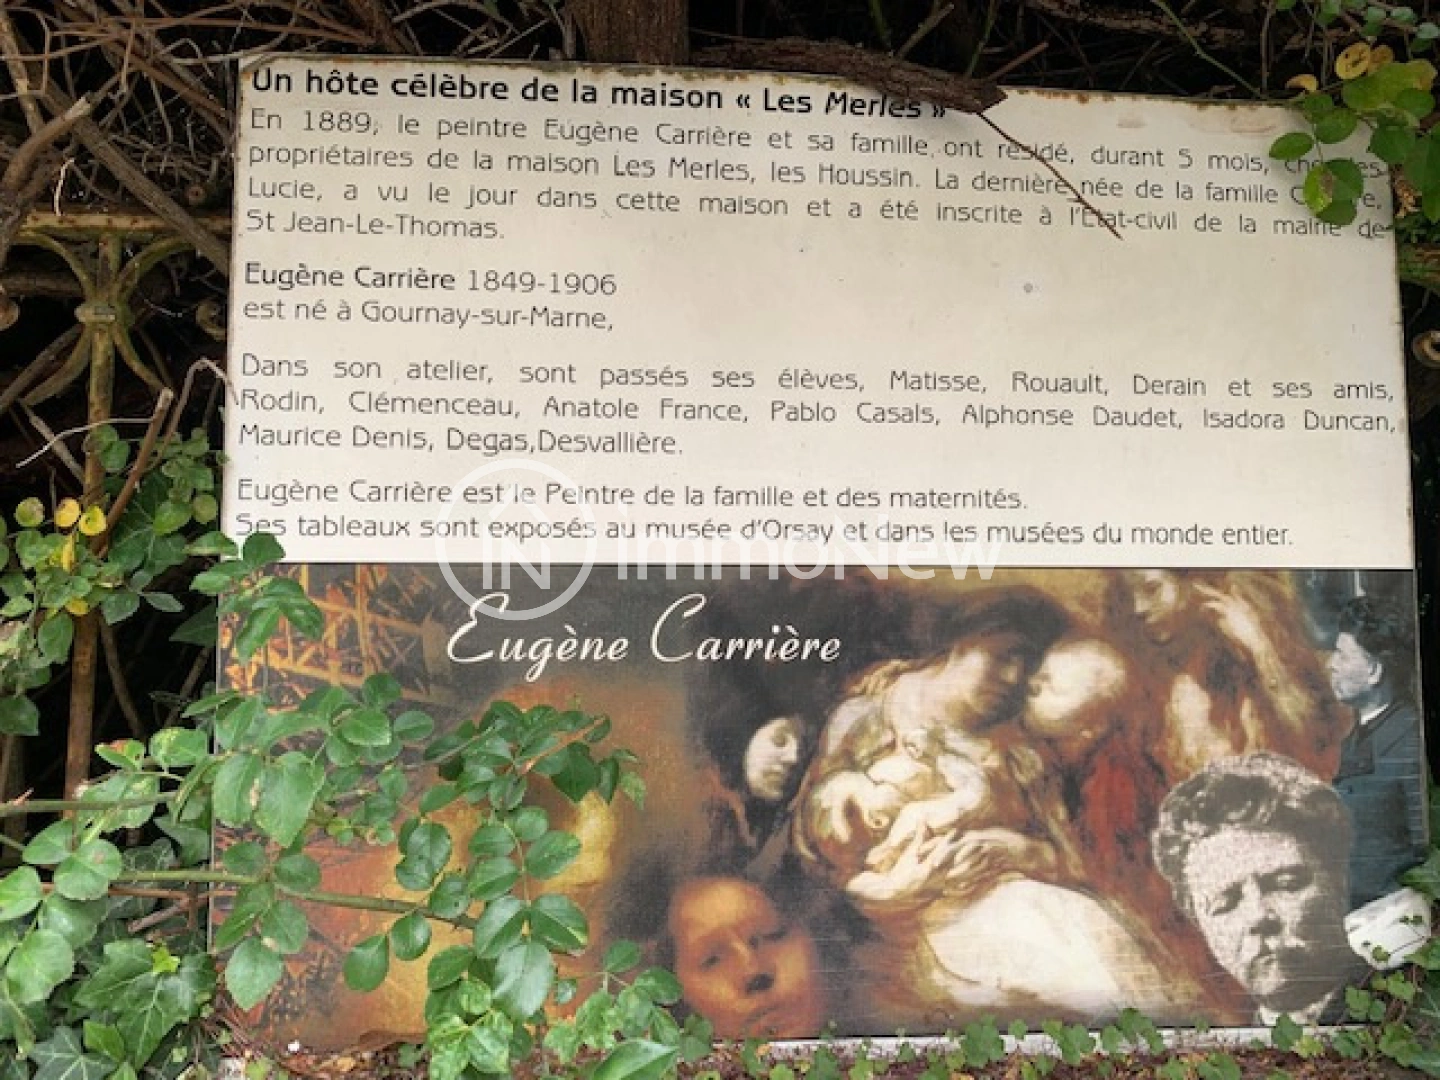 Un hôte célèbre de la maison « Les Merles »
En 1889, le peintre Eugène Carrière et sa famille ont résidé, durant 5 mois, les
propriétaires de la maison Les Merles, les Houssin. La dernière née de la famille
Lucie, a vu le jour dans cette maison et a été inscrite à l'Etat-civil de la mairie de
St Jean-Le-Thomas.
Eugène Carrière 1849-1906
est né à Gournay-sur-Marne,
Dans son atelier, sont passés ses élèves, Matisse, Rouault, Derain et ses amis,
Rodin, Clémenceau, Anatole France, Pablo Casals, Alphonse Daudet, Isadora Duncan,
Maurice Denis, Degas,Desvallière.
Eugène Carrière est le Peintre de la famille et des maternités.
Ses tableaux sont exposés au musée d'Orsay et dans les musées du monde entier.
IN immoNew
Eugène Carrière